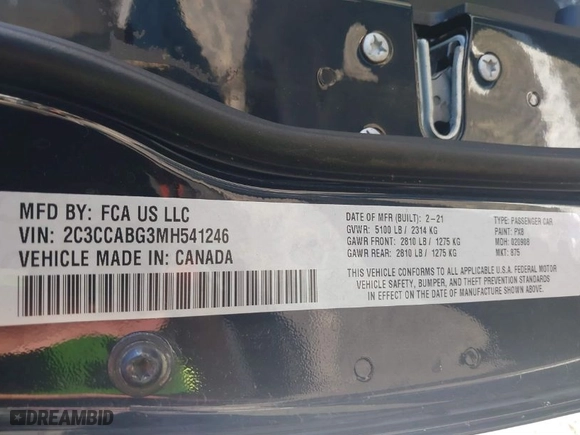 MFD BY: FCA US LLC
VIN: 2C3CCABG3MH541246
VEHICLE MADE IN: CANADA
DATE OF MFR (BUILT): 2-21
GVWR: 5100 LB / 2314 KG
GAWR FRONT: 2810 LB / 1275 KG
GAWR REAR: 2810 LB / 1275 KG
TYPE: PASSENGER CAR
PAINT: PX8
MDH: 020908
MKT: 875
THIS VEHICLE CONFORMS TO ALL APPLICABLE U.S.A. FEDERAL MOTOR
VEHICLE SAFETY, BUMPER, AND THEFT PREVENTION STANDARDS
IN EFFECT ON THE DATE OF MANUFACTURE SHOWN ABOVE.
DREAMBID